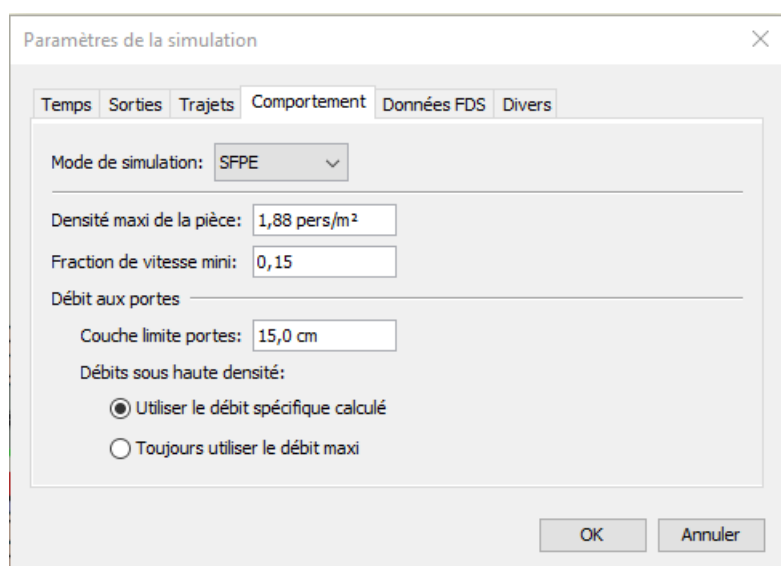 Paramètres de la simulation
Temps Sorties Trajets Comportement Données FDS Divers
Mode de simulation: SFPE
Densité maxi de la pièce: 1,88 pers/m²
Fraction de vitesse mini: 0,15
Débit aux portes
Couche limite portes: 15,0 cm
Débits sous haute densité:
Utiliser le débit spécifique calculé
Toujours utiliser le débit maxi
OK Annuler